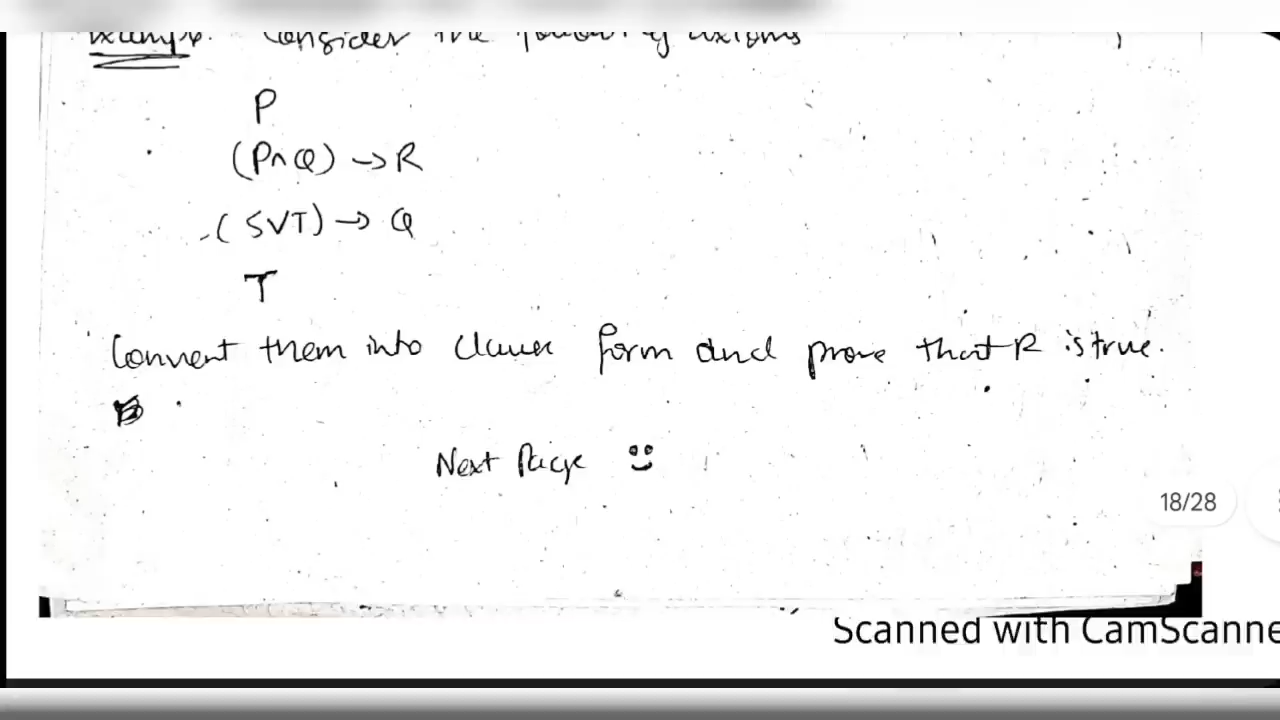 Consider the following axioms
P
(P∧Q) → R
(SVT) → Q
T
Convert them into clause form and prove that R is true.
Next Page
18/28
Scanned with CamScanne